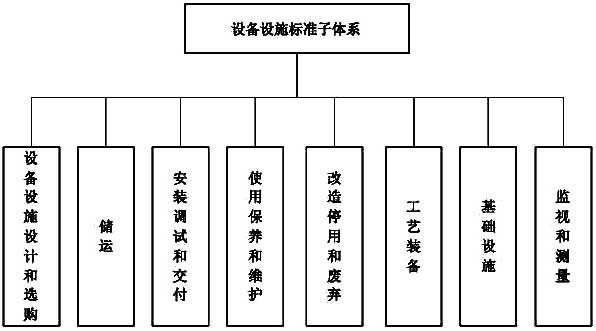 设备设施标准子体系
设备设施设计和选购
储运
安装调试和交付
使用保养和维护
改造停用和废弃
工艺装备
基础设施
监视和测量